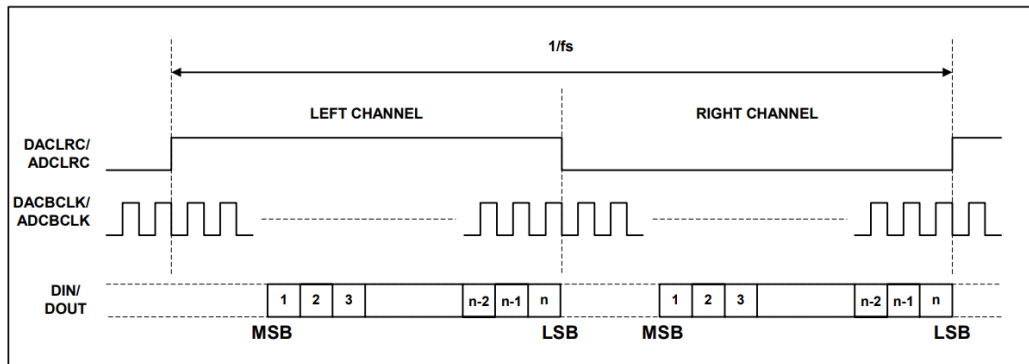 1/fs
LEFT CHANNEL RIGHT CHANNEL
DACLRC/
ADCLRC
DACBCLK/
ADCBCLK
DIN/
DOUT
1 2 3 n-2 n-1 n 1 2 3 n-2 n-1 n
MSB LSB MSB LSB